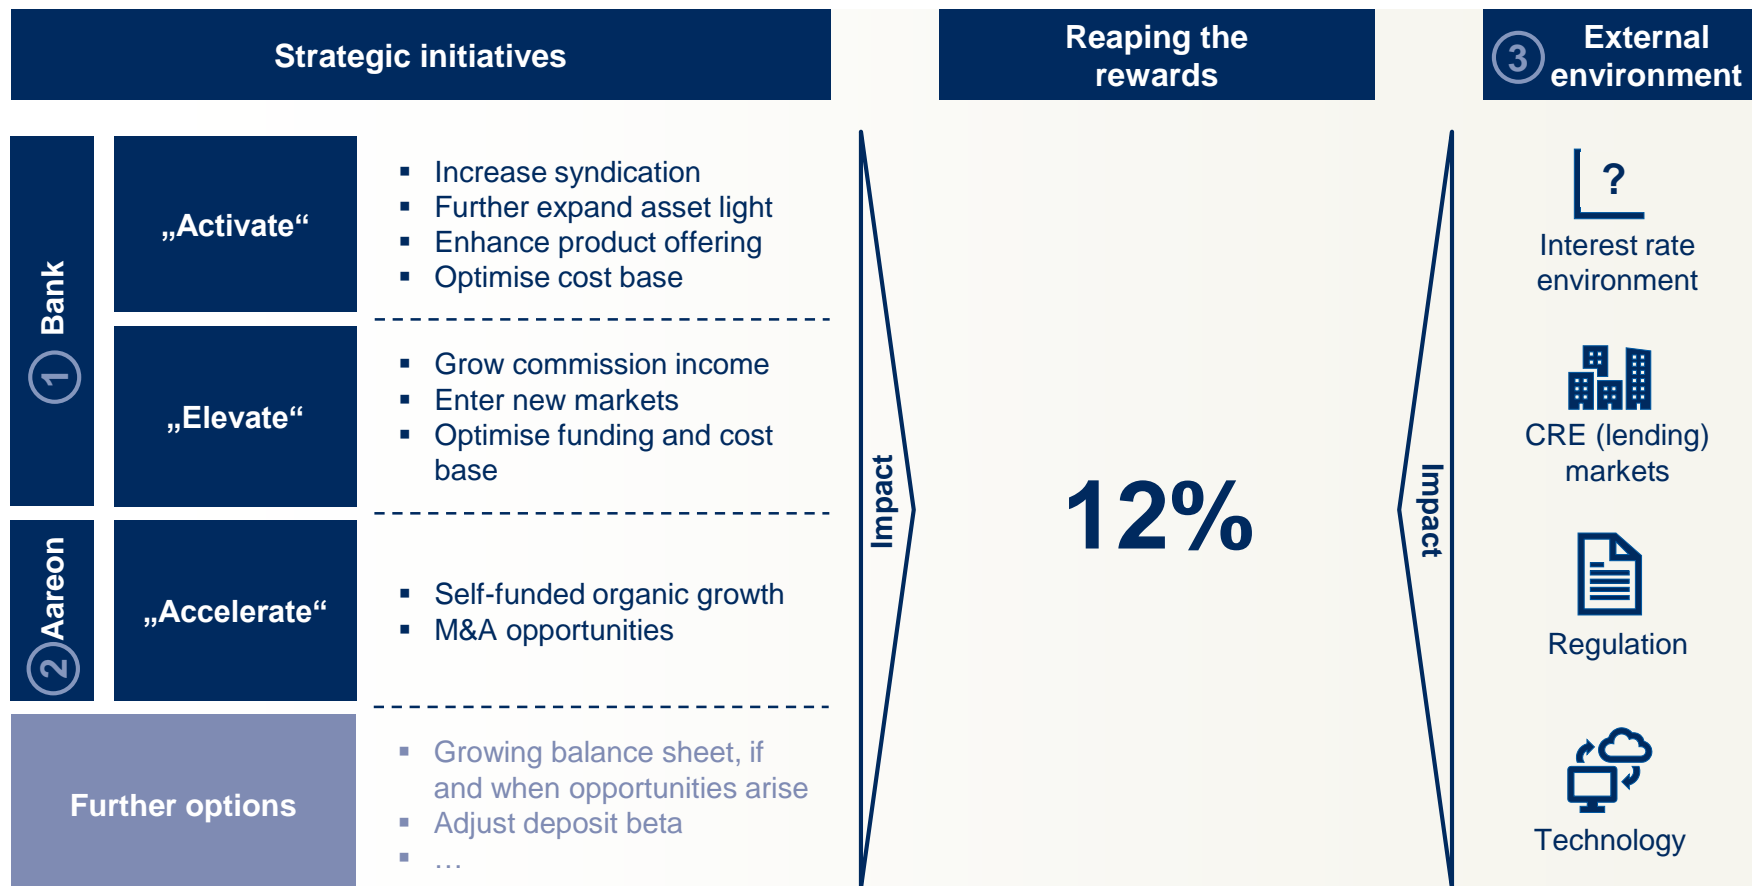 Strategic initiatives
Reaping the
rewards
3
External
environment
1 Bank
„Activate“
▪ Increase syndication
▪ Further expand asset light
▪ Enhance product offering
▪ Optimise cost base
„Elevate“
▪ Grow commission income
▪ Enter new markets
▪ Optimise funding and cost
base
2 Aareon
„Accelerate“
▪ Self-funded organic growth
▪ M&A opportunities
Further options
▪ Growing balance sheet, if
and when opportunities arise
▪ Adjust deposit beta
▪ …
Impact
12%
Impact
?
Interest rate
environment
CRE (lending)
markets
Regulation
Technology